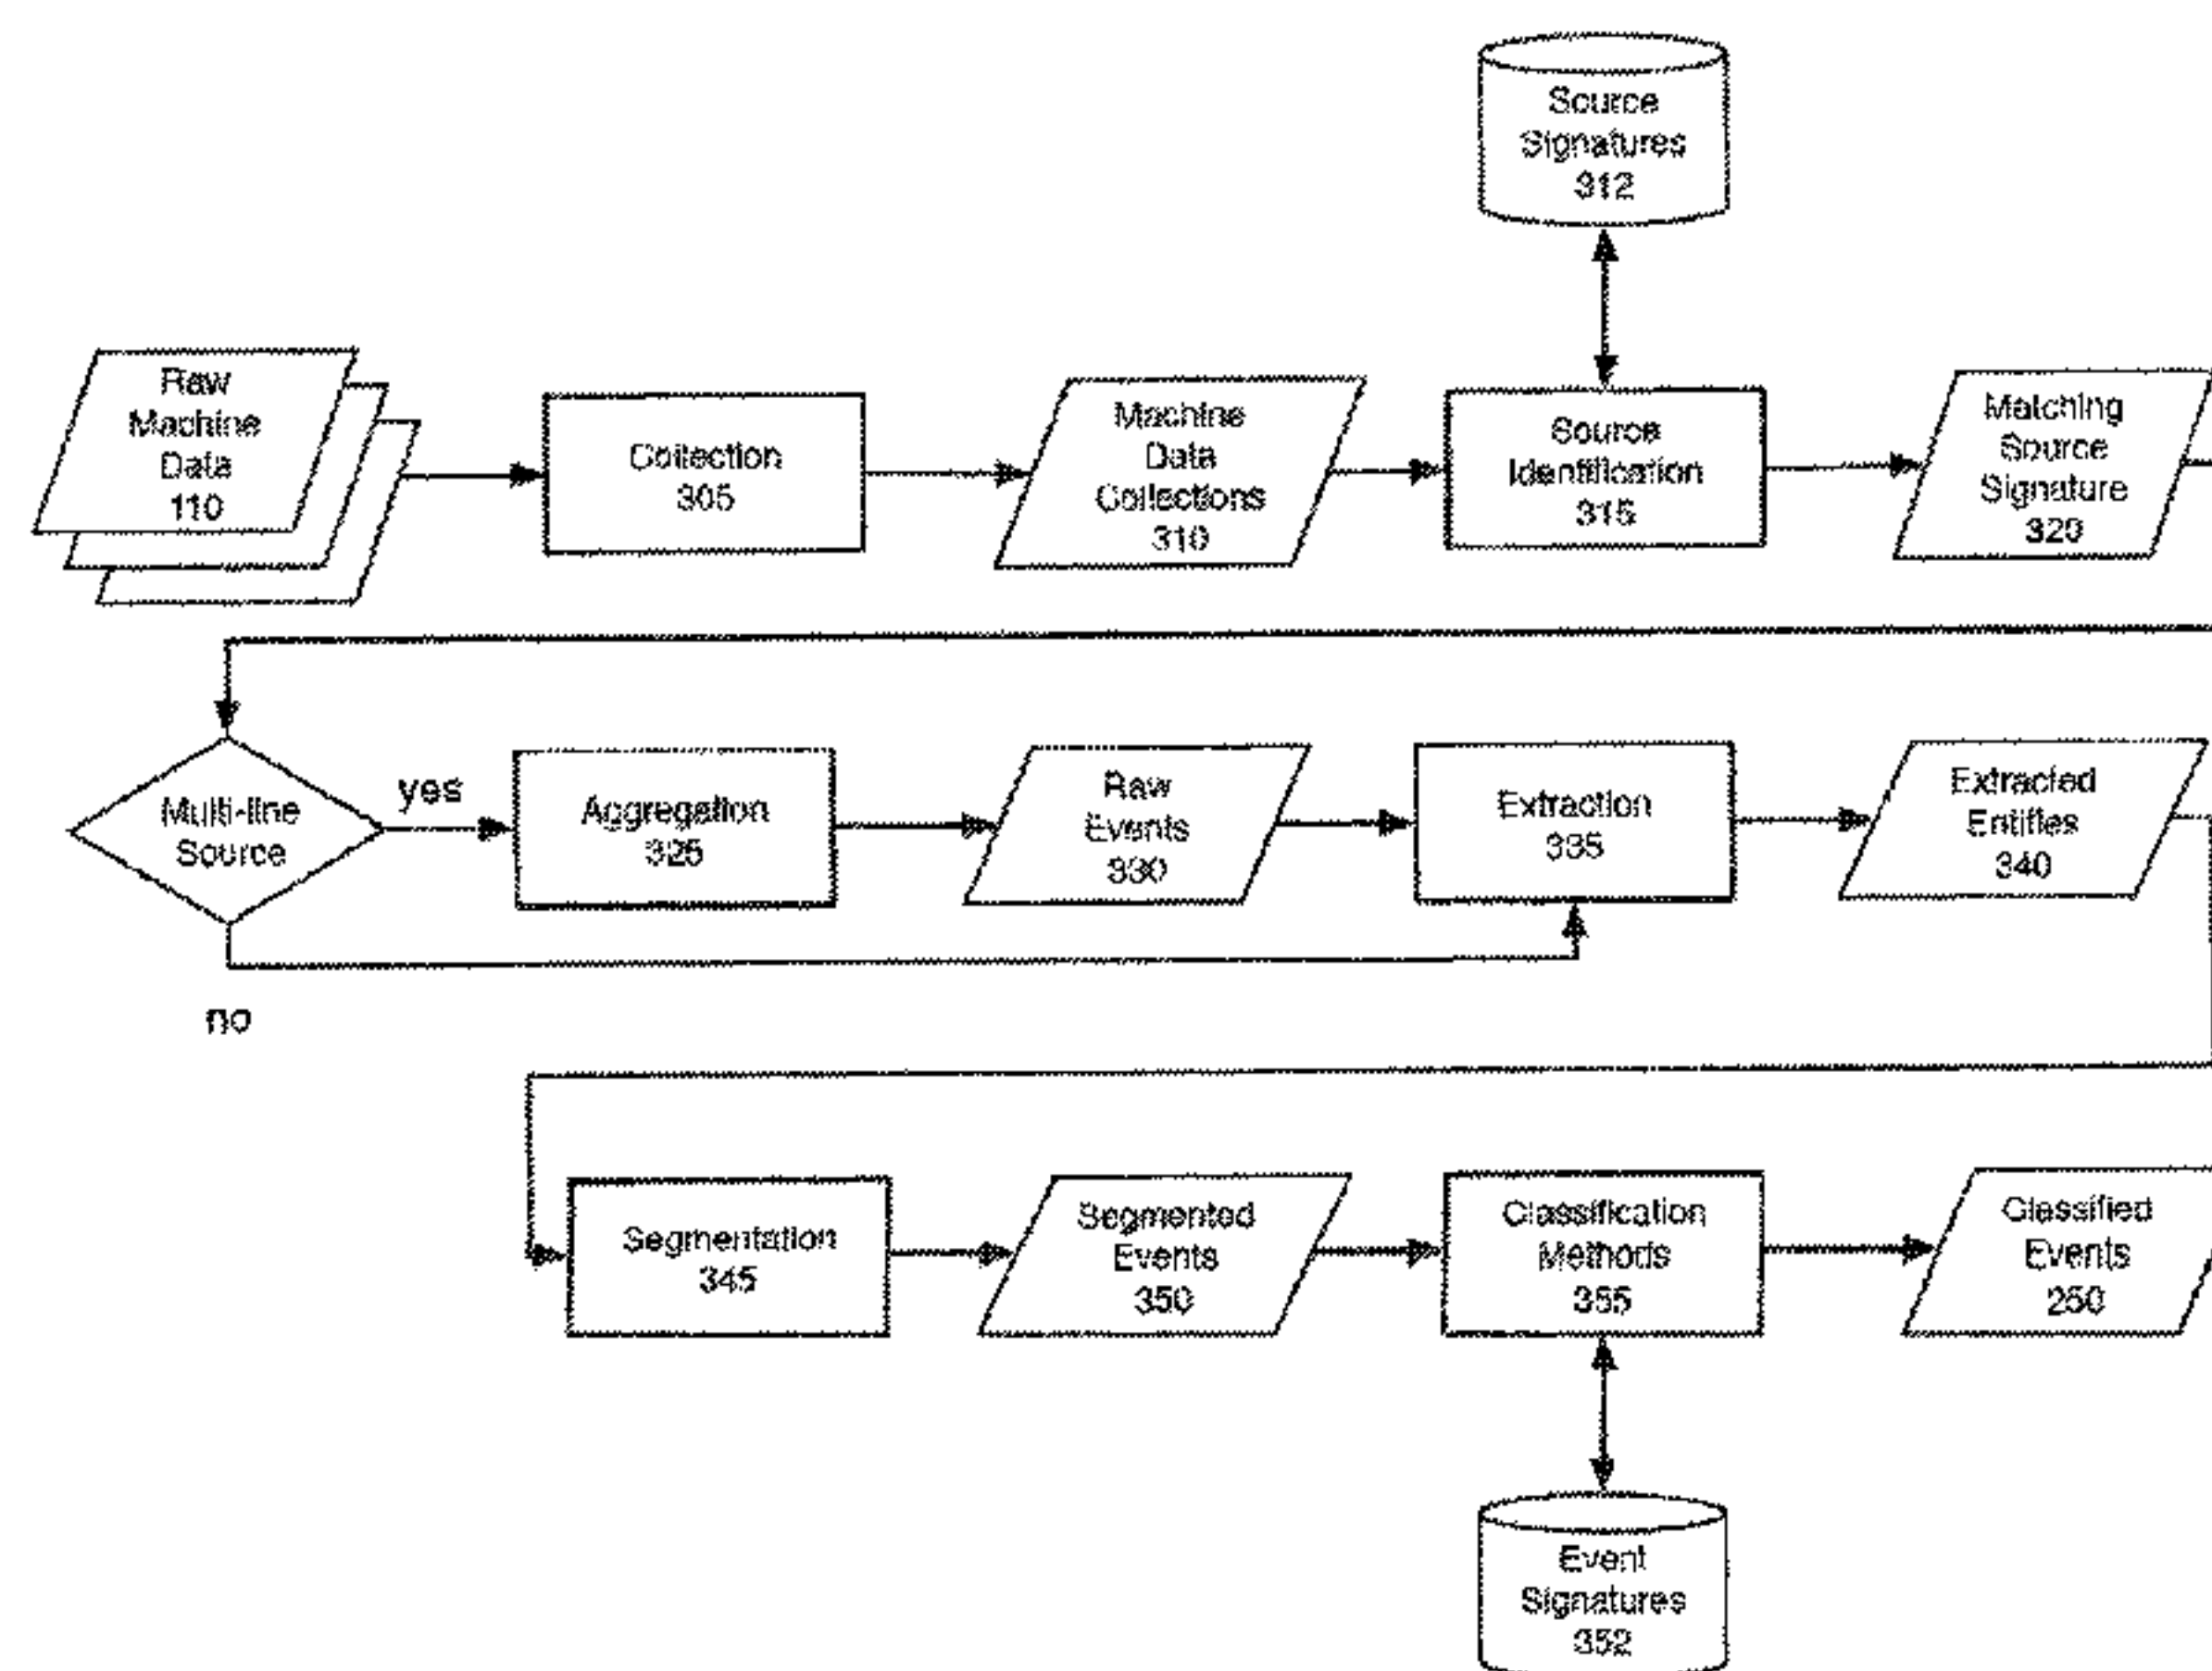 Source
Signatures
312
Raw
Machine
Data
110
Collection
305
Machine
Data
Collections
310
Source
Identification
315
Matching
Source
Signature
320
Multi-line
Source
yes
Aggregation
325
Raw
Events
330
Extraction
335
Extracted
Entities
340
no
Segmentation
345
Segmented
Events
350
Classification
Methods
355
Classified
Events
250
Event
Signatures
352